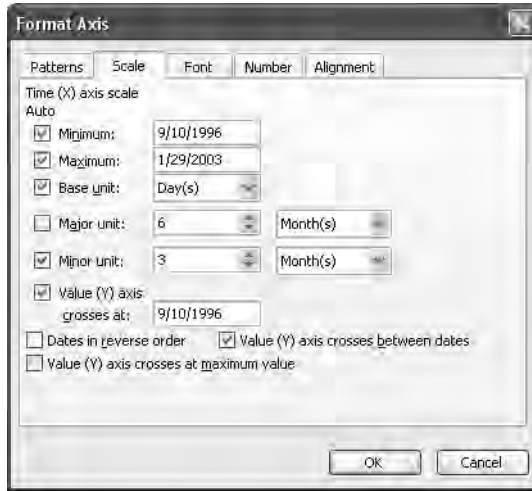 Format Axis
Patterns Scale Font Number Alignment
Time (X) axis scale
Auto
Minimum: 9/10/1996
Maximum: 1/29/2003
Base unit: Day(s)
Major unit: 6 Month(s)
Minor unit: 3 Month(s)
Value (Y) axis
crosses at: 9/10/1996
Dates in reverse order Value (Y) axis crosses between dates
Value (Y) axis crosses at maximum value
OK Cancel